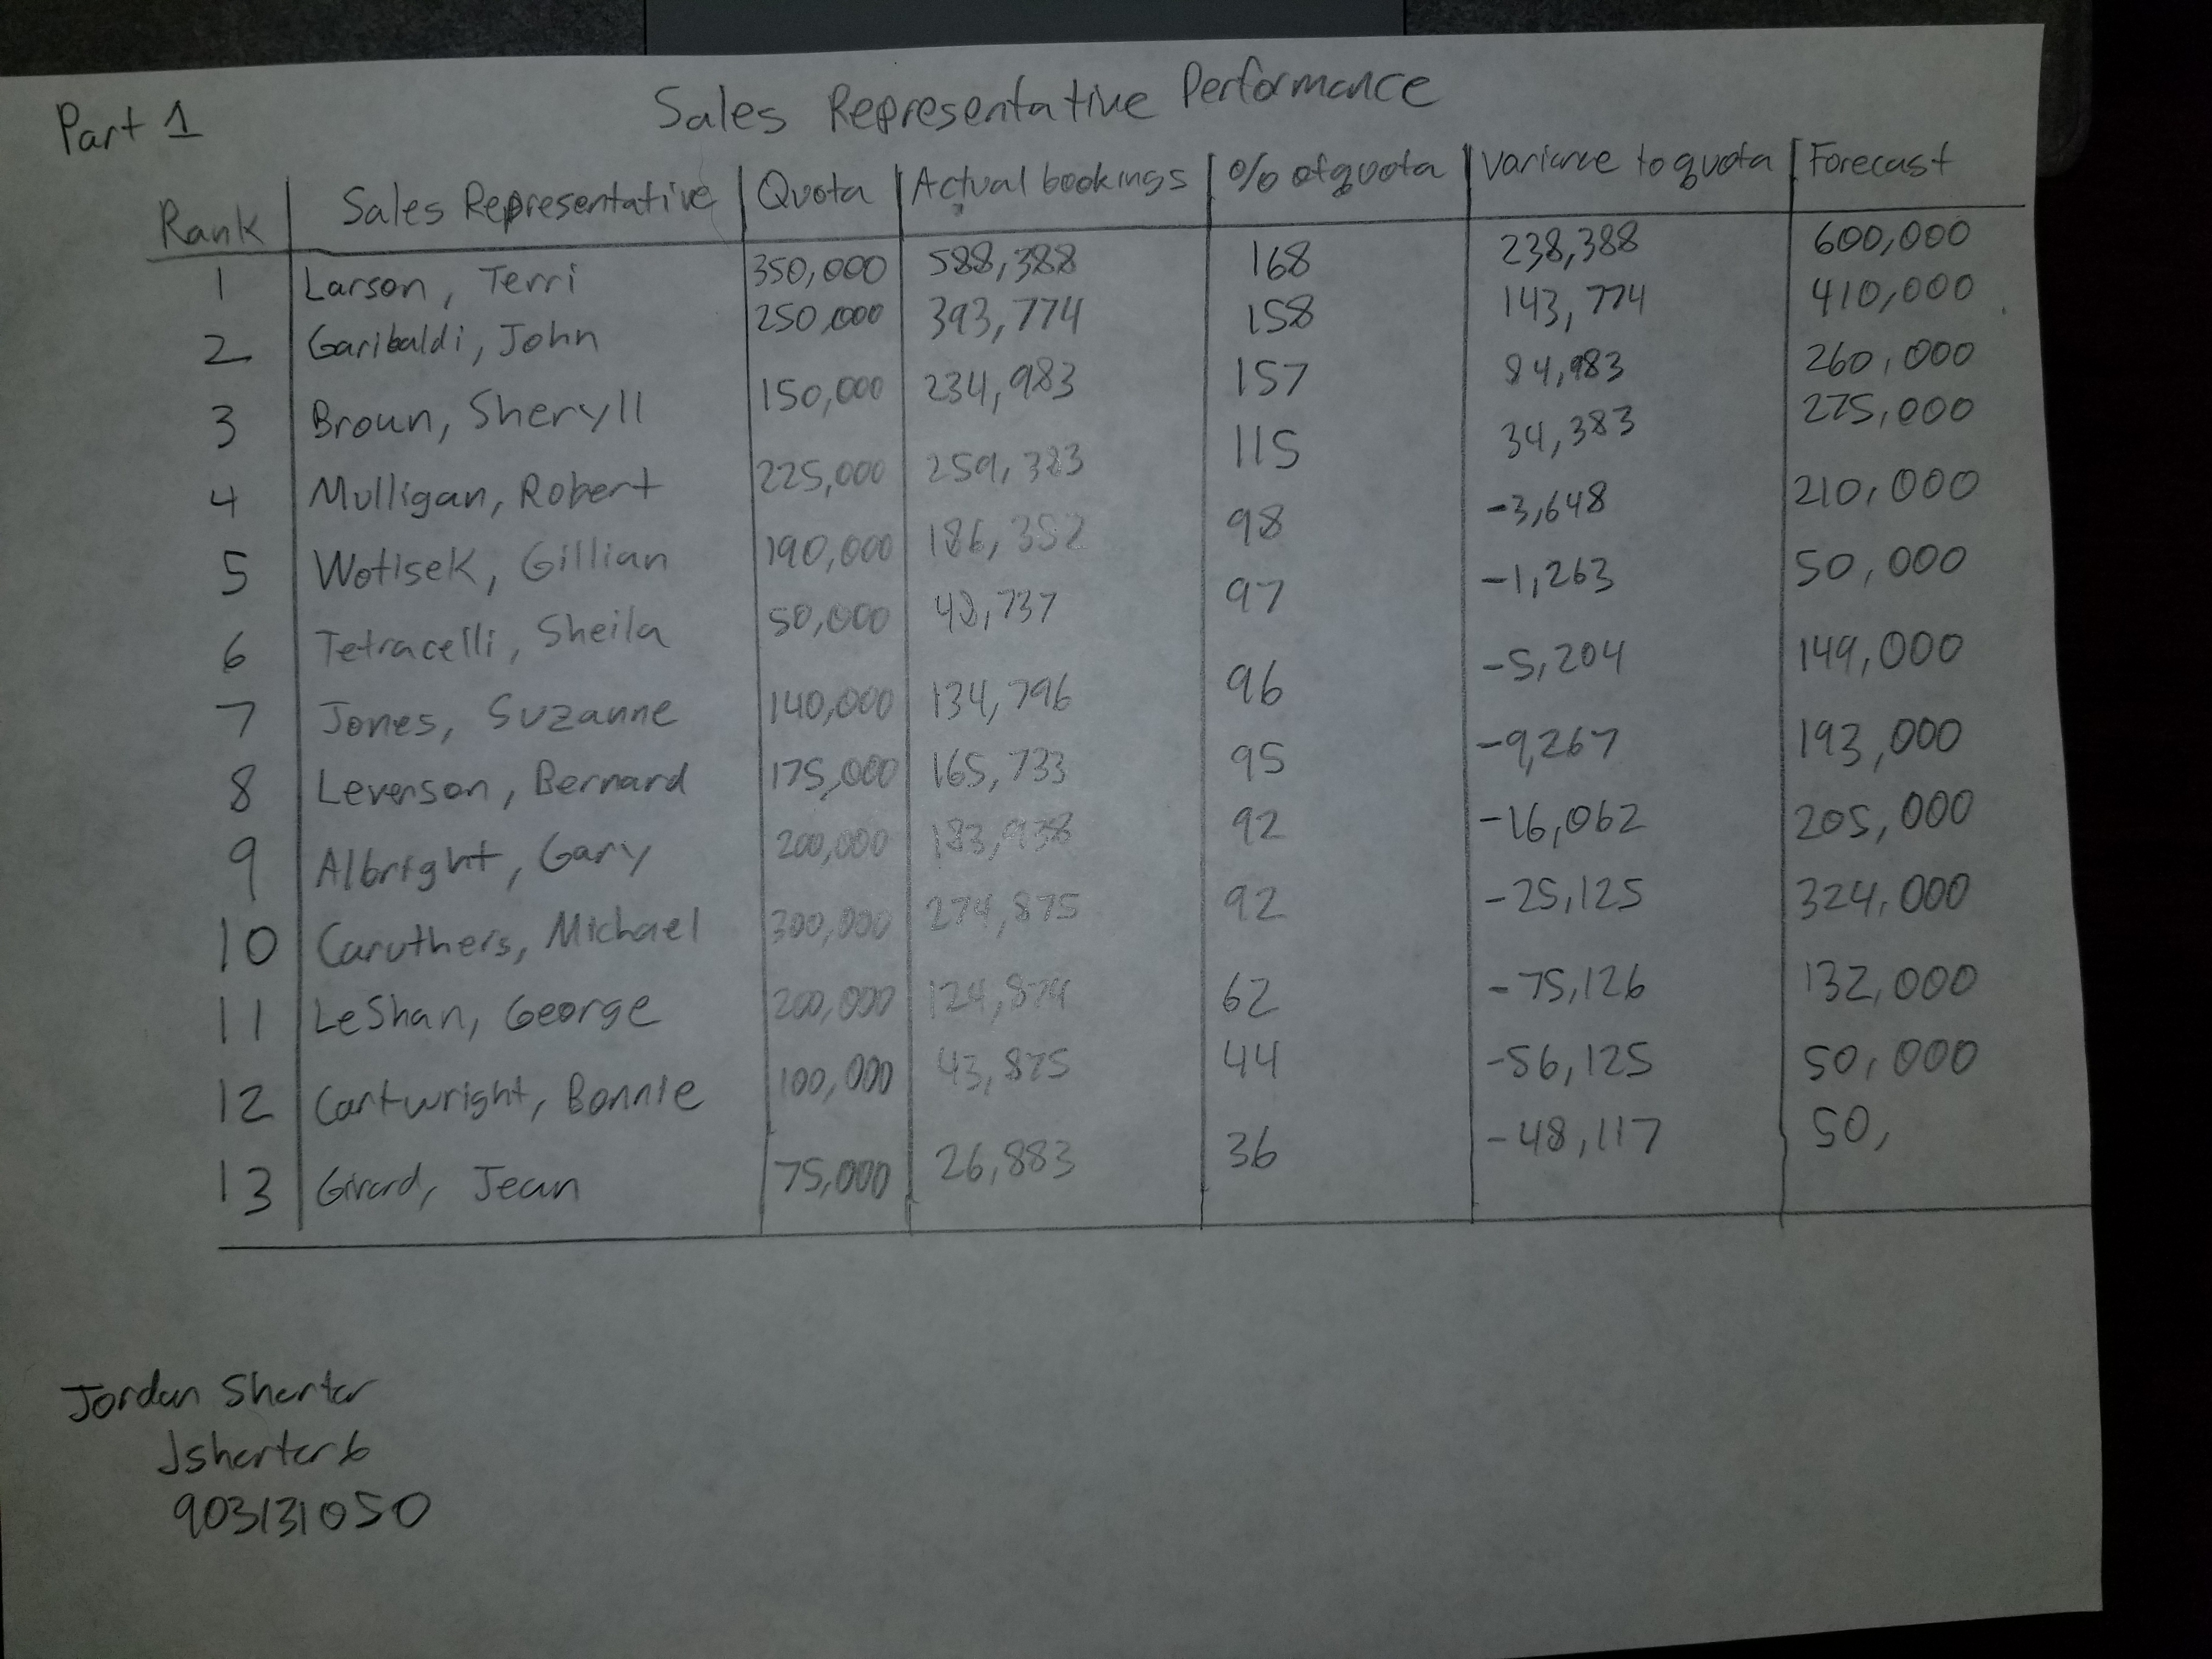 Part 1
Sales Representative Performance
Rank Sales Representative Quota Actual bookings % of quota Variance to quota Forecast
1 Larson, Terri 350,000 588,388 168 238,388 600,000
2 Garibaldi, John 250,000 393,774 158 143,774 410,000
3 Broun, Sheryll 150,000 234,983 157 84,983 260,000
4 Mulligan, Robert 225,000 259,383 115 34,383 275,000
5 Wotisek, Gillian 190,000 186,352 98 -3,648 210,000
6 Tetracelli, Sheila 50,000 48,737 97 -1,263 50,000
7 Jones, Suzanne 140,000 134,796 96 -5,204 149,000
8 Levenson, Bernard 175,000 165,733 95 -9,267 193,000
9 Albright, Gary 200,000 183,938 92 -16,062 205,000
10 Caruthers, Michael 300,000 274,875 92 -25,125 324,000
11 LeShan, George 200,000 124,874 62 -75,126 132,000
12 Cartwright, Bonnie 100,000 43,875 44 -56,125 50,000
13 Girard, Jean 75,000 26,883 36 -48,117 50,
Jordan Sherter
Jsherter6
903131050